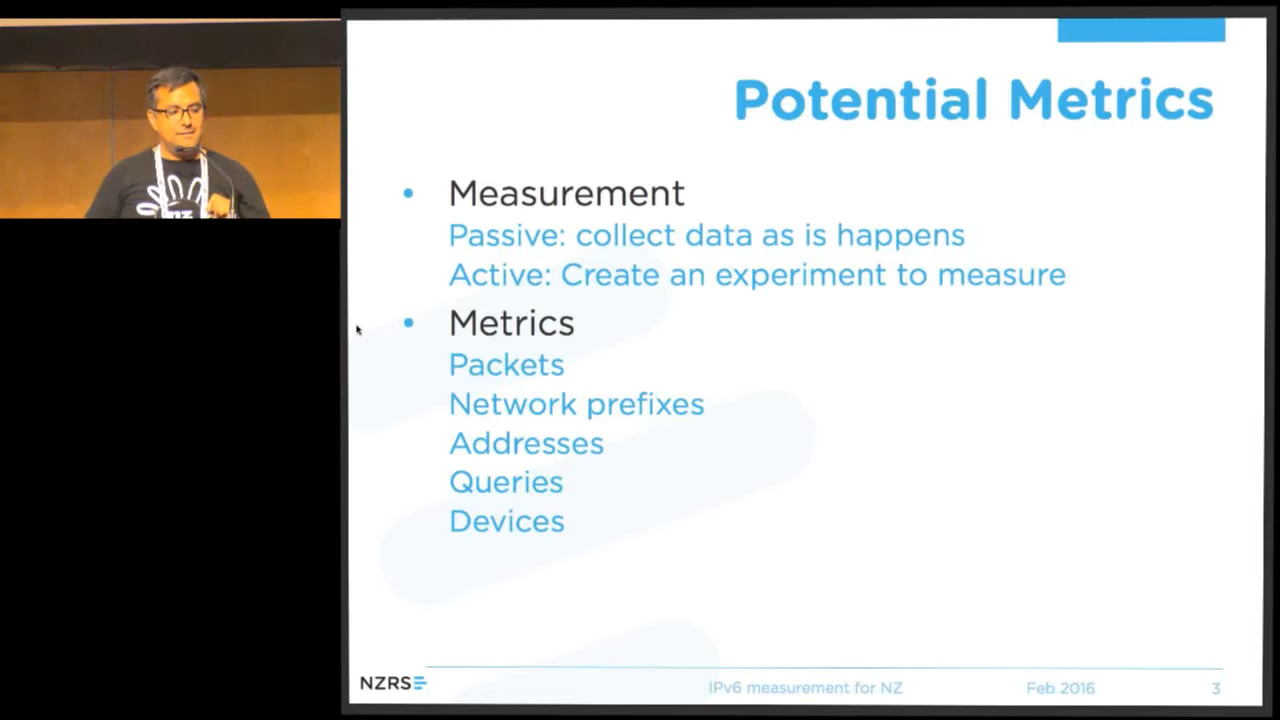 Potential Metrics
• Measurement
Passive: collect data as is happens
Active: Create an experiment to measure
• Metrics
Packets
Network prefixes
Addresses
Queries
Devices
NZRS
IPv6 measurement for NZ
Feb 2016
3
nz